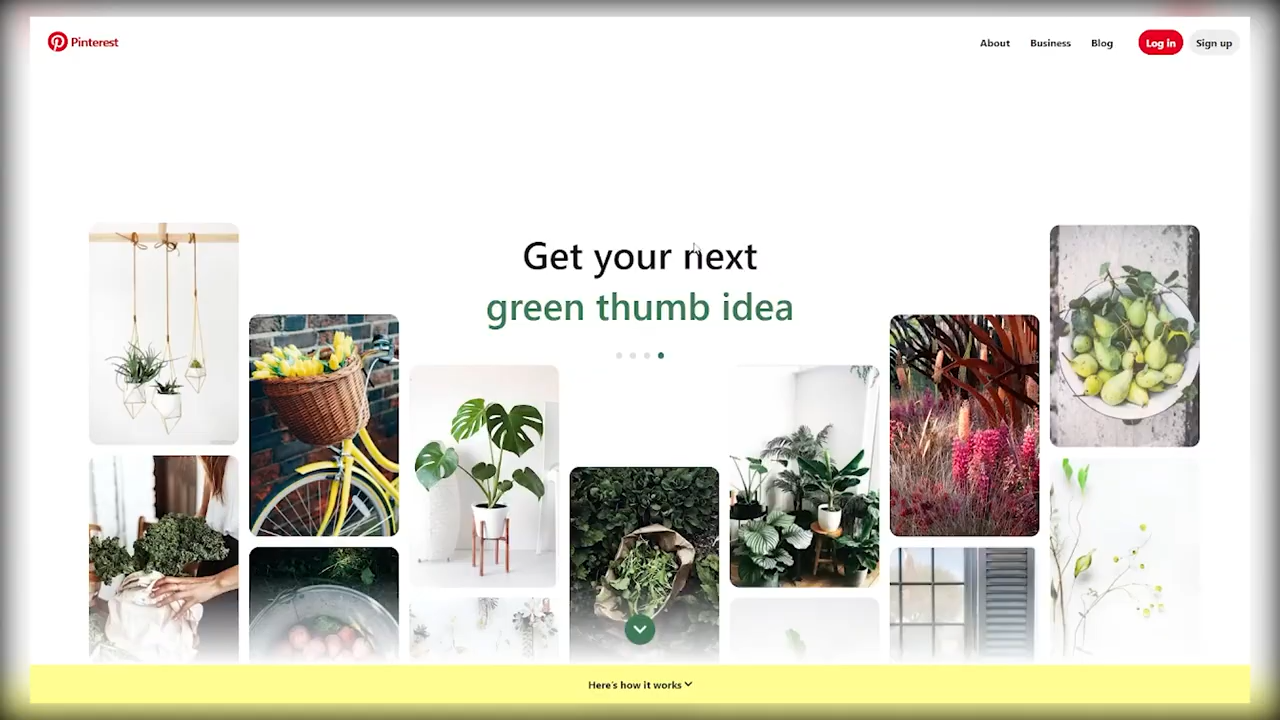 Pinterest
About
Business
Blog
Log in
Sign up
Get your next
green thumb idea
Here's how it works